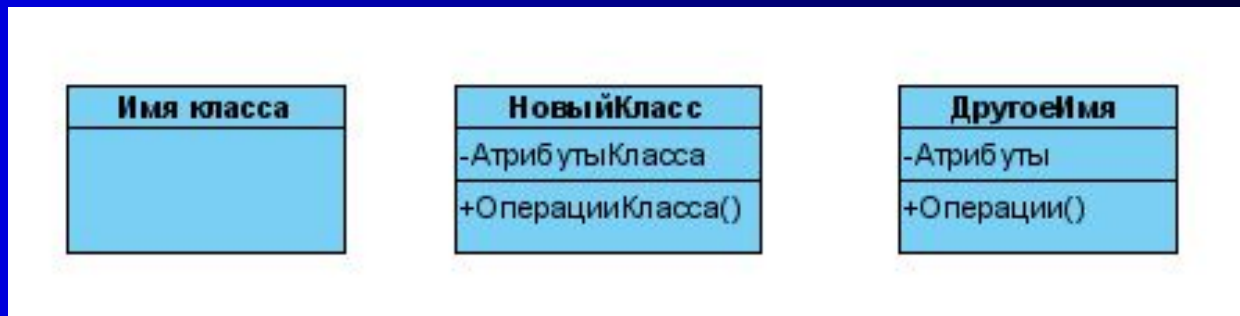 Имя класса
НовыйКласс
-АтрибутыКласса
+ОперацииКласса()
ДругоеИмя
-Атрибуты
+Операции()